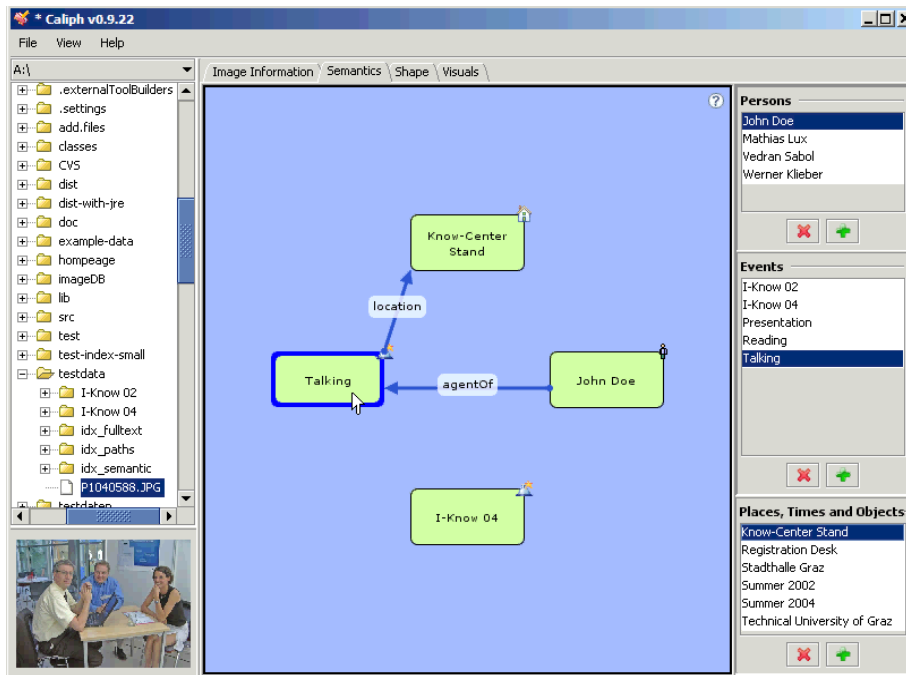 * Caliph v0.9.22
File View Help
A:\
.externalToolBuilders
.settings
add.files
classes
CVS
dist
dist-with-jre
doc
example-data
hompeage
imageDB
lib
src
test
test-index-small
testdata
I-Know 02
I-Know 04
idx_fulltext
idx_paths
idx_semantic
P1040588.JPG
testdaten
Image Information Semantics Shape Visuals
?
Know-Center
Stand
location
Talking
agentOf
John Doe
I-Know 04
Persons
John Doe
Mathias Lux
Vedran Sabol
Werner Klieber
Events
I-Know 02
I-Know 04
Presentation
Reading
Talking
Places, Times and Objects
Know-Center Stand
Registration Desk
Stadthalle Graz
Summer 2002
Summer 2004
Technical University of Graz